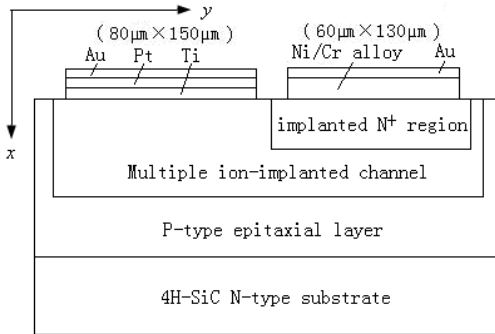 y
(80μm×150μm) (60μm×130μm)
Au Pt Ti Ni/Cr alloy Au
x
implanted N⁺ region
Multiple ion-implanted channel
P-type epitaxial layer
4H-SiC N-type substrate